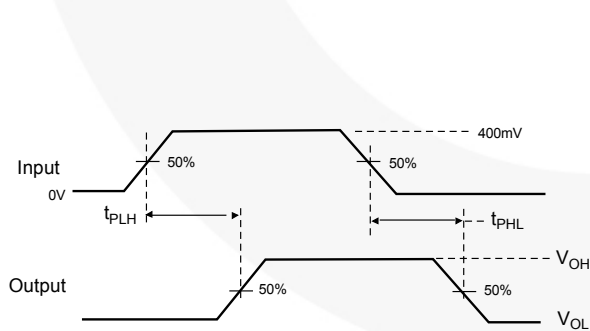 400mV
Input
50%
50%
0V
tPLH
tPHL
VOH
Output
50%
50%
VOL